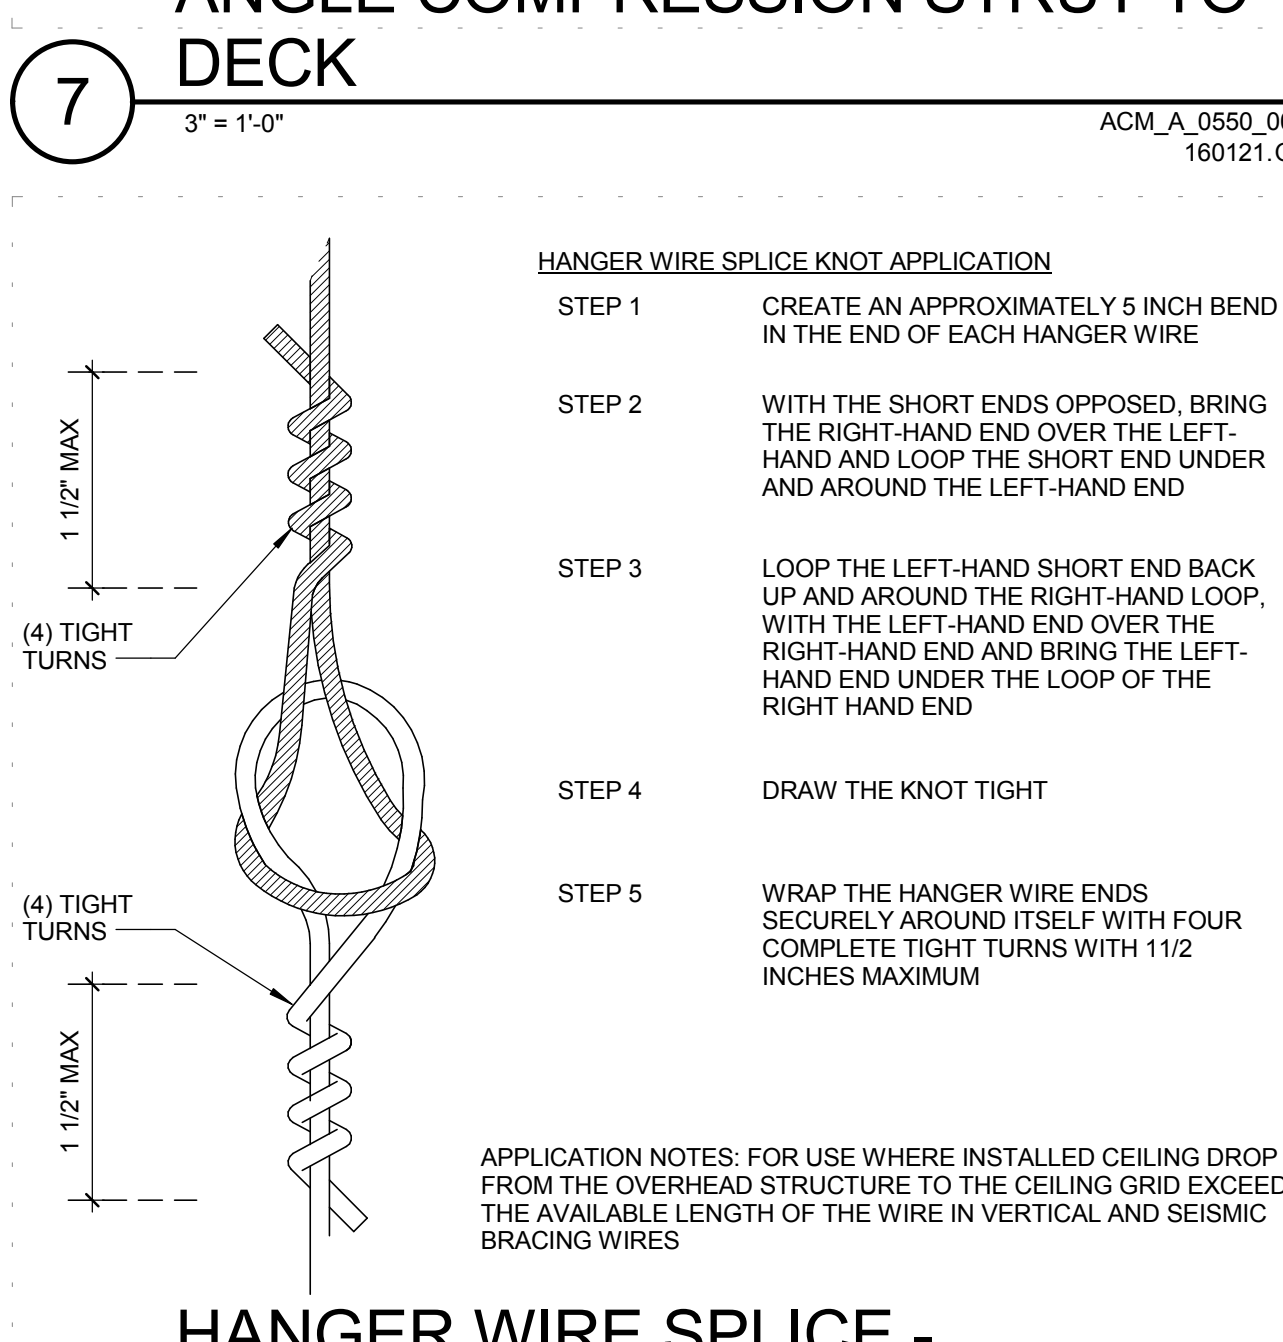 ANGLE COMPRESSION STRUT TO
DECK
7
3" = 1'-0"
160121.
HANGER WIRE SPLICE KNOT APPLICATION
STEP 1
CREATE AN APPROXIMATELY 5 INCH BEND
IN THE END OF EACH HANGER WIRE
STEP 2
WITH THE SHORT ENDS OPPOSED, BRING
THE RIGHT-HAND END OVER THE LEFT-
HAND AND LOOP THE SHORT END UNDER
AND AROUND THE LEFT-HAND END
STEP 3
LOOP THE LEFT-HAND SHORT END BACK
UP AND AROUND THE RIGHT-HAND LOOP,
WITH THE LEFT-HAND END OVER THE
RIGHT-HAND END AND BRING THE LEFT-
HAND END UNDER THE LOOP OF THE
RIGHT HAND END
STEP 4
DRAW THE KNOT TIGHT
STEP 5
WRAP THE HANGER WIRE ENDS
SECURELY AROUND ITSELF WITH FOUR
COMPLETE TIGHT TURNS WITH 11/2
INCHES MAXIMUM
1 1/2" MAX
(4) TIGHT
TURNS
(4) TIGHT
TURNS
1 1/2" MAX
APPLICATION NOTES: FOR USE WHERE INSTALLED CEILING DROP
FROM THE OVERHEAD STRUCTURE TO THE CEILING GRID EXCEED
THE AVAILABLE LENGTH OF THE WIRE IN VERTICAL AND SEISMIC
BRACING WIRES
HANGER WIRE SPLICE -